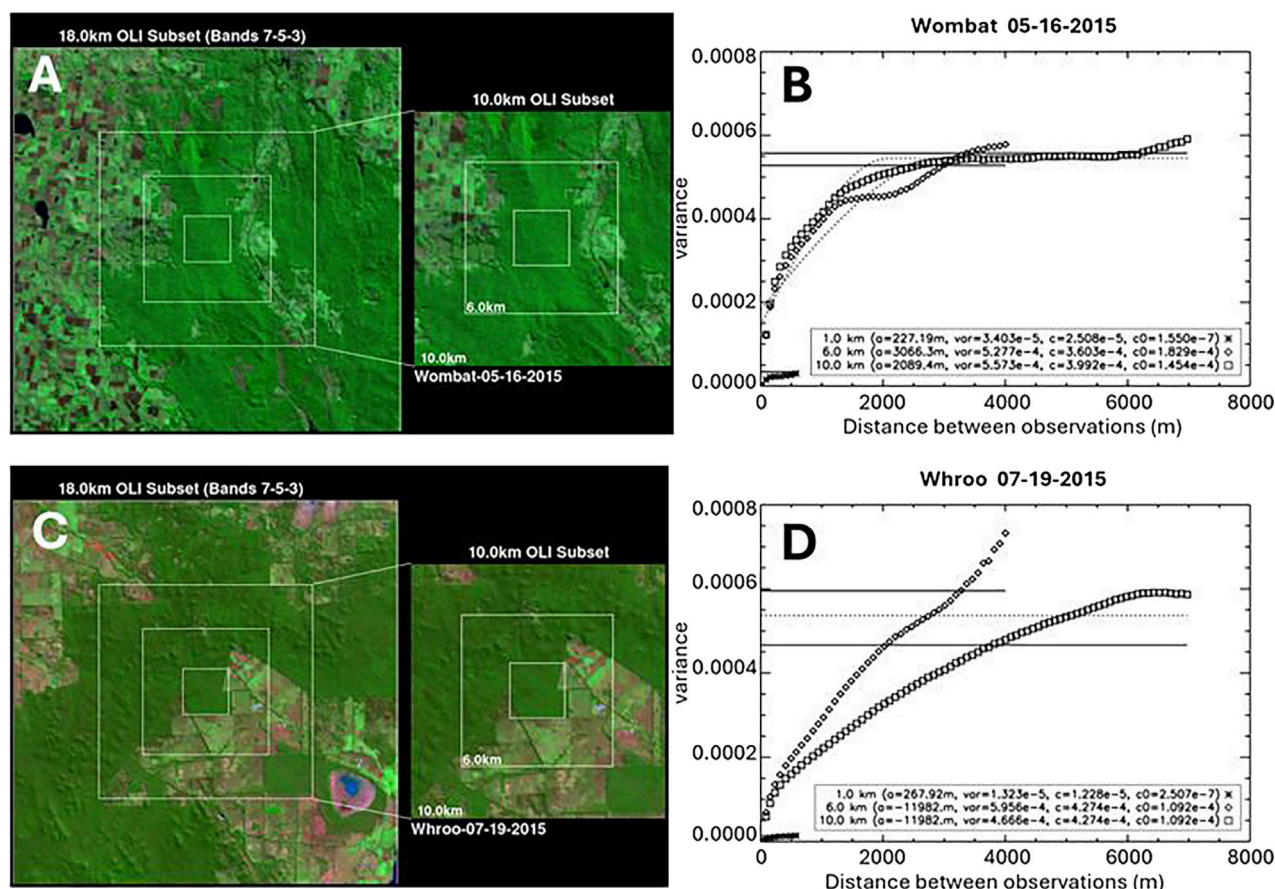 18.0km OLI Subset (Bands 7-5-3)
A
10.0km OLI Subset
6.0km
10.0km
Wombat-05-16-2015
Wombat 05-16-2015
B
0.0008
0.0006
0.0004
0.0002
0.0000
variance
1.0 km (a=227.19m, var=3.403e-5, c=2.508e-5, c0=1.550e-7)
6.0 km (a=3066.3m, var=5.277e-4, c=3.603e-4, c0=1.829e-4)
10.0 km (a=2089.4m, var=5.573e-4, c=3.992e-4, c0=1.454e-4)
0 2000 4000 6000 8000
Distance between observations (m)
18.0km OLI Subset (Bands 7-5-3)
C
10.0km OLI Subset
6.0km
10.0km
Whroo-07-19-2015
Whroo 07-19-2015
D
0.0008
0.0006
0.0004
0.0002
0.0000
variance
1.0 km (a=267.92m, var=1.323e-5, c=1.228e-5, c0=2.507e-7)
6.0 km (a=-11982.m, var=5.956e-4, c=4.274e-4, c0=1.092e-4)
10.0 km (a=-11982.m, var=4.666e-4, c=4.274e-4, c0=1.092e-4)
0 2000 4000 6000 8000
Distance between observations (m)